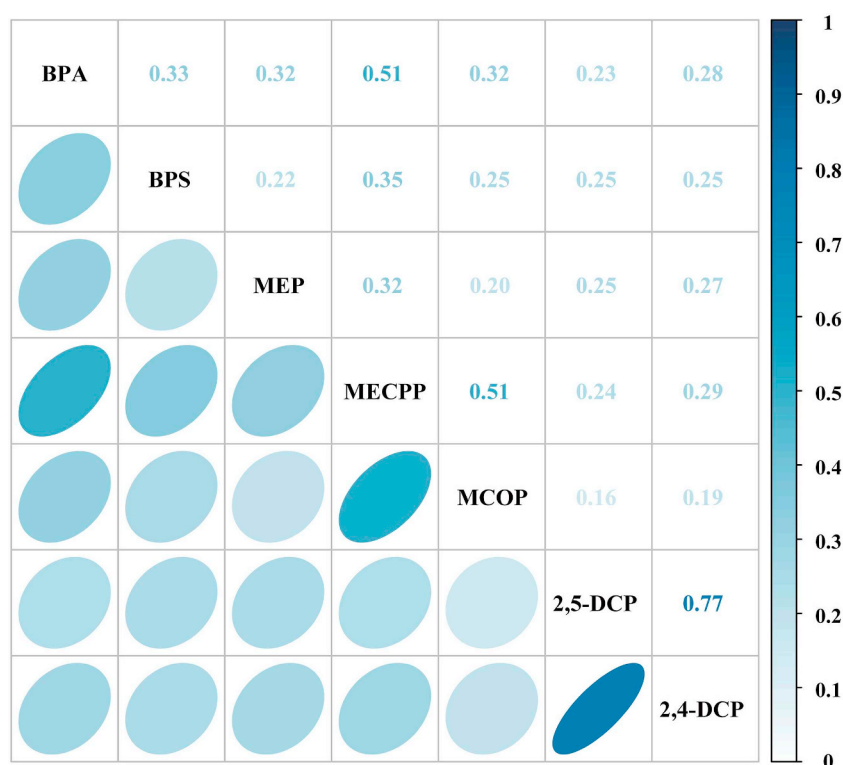 BPA 0.33 0.32 0.51 0.32 0.23 0.28
BPS 0.22 0.35 0.25 0.25 0.25
MEP 0.32 0.20 0.25 0.27
MECPP 0.51 0.24 0.29
MCOP 0.16 0.19
2,5-DCP 0.77
2,4-DCP
1
0.9
0.8
0.7
0.6
0.5
0.4
0.3
0.2
0.1
0